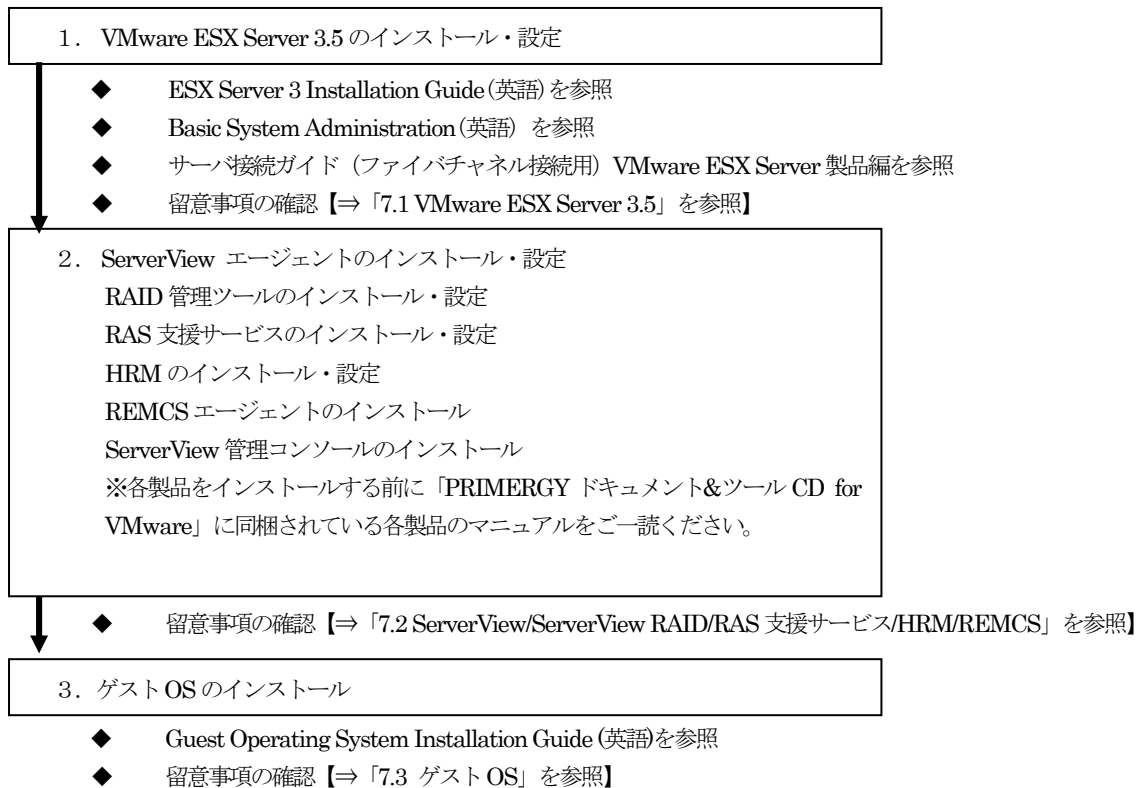 １．VMware ESX Server 3.5 のインストール・設定
◆ ESX Server 3 Installation Guide(英語)を参照
◆ Basic System Administration(英語) を参照
◆ サーバ接続ガイド（ファイバチャネル接続用）VMware ESX Server 製品編を参照
◆ 留意事項の確認【⇒「7.1 VMware ESX Server 3.5」を参照】
２．ServerView エージェントのインストール・設定
RAID 管理ツールのインストール・設定
RAS 支援サービスのインストール・設定
HRM のインストール・設定
REMCS エージェントのインストール
ServerView 管理コンソールのインストール
※各製品をインストールする前に「PRIMERGY ドキュメント&ツール CD for
VMware」に同梱されている各製品のマニュアルをご一読ください。
◆ 留意事項の確認【⇒「7.2 ServerView/ServerView RAID/RAS 支援サービス/HRM/REMCS」を参照】
３．ゲスト OS のインストール
◆ Guest Operating System Installation Guide (英語)を参照
◆ 留意事項の確認【⇒「7.3 ゲスト OS」を参照】